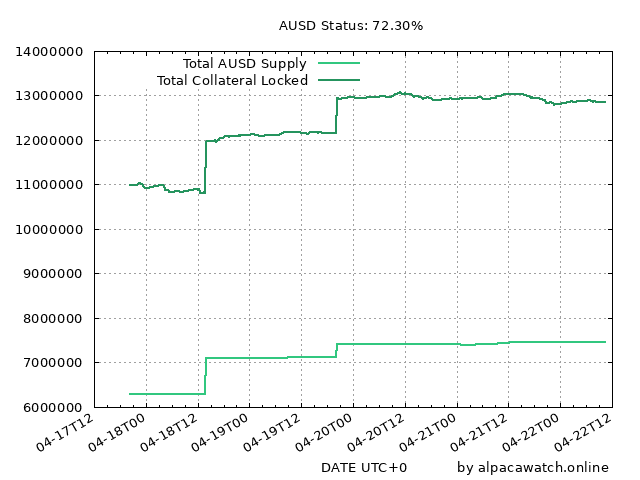 AUSD Status: 72.30%
14000000
13000000
12000000
11000000
10000000
9000000
8000000
7000000
6000000
Total AUSD Supply
Total Collateral Locked
04-17T12
04-18T00
04-18T12
04-19T00
04-19T12
04-20T00
04-20T12
04-21T00
04-21T12
04-22T00
04-22T12
DATE UTC+0
by alpacawatch.online